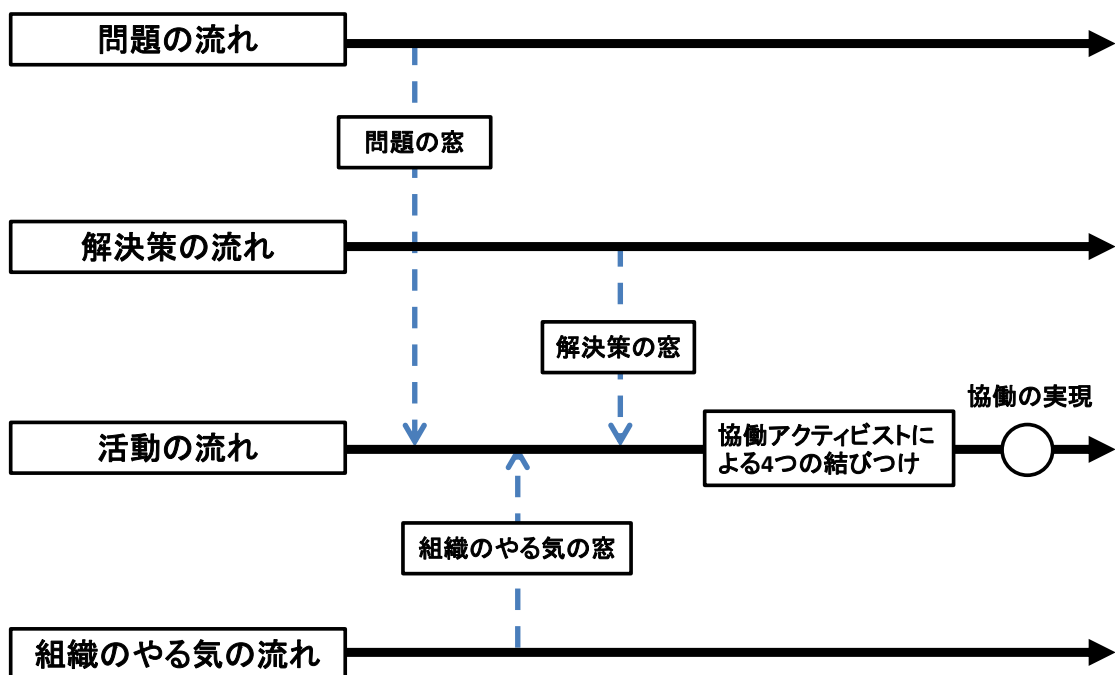 問題の流れ
問題の窓
解決策の流れ
解決策の窓
協働の実現
活動の流れ
協働アクティビストに
よる4つの結びつけ
組織のやる気の窓
組織のやる気の流れ